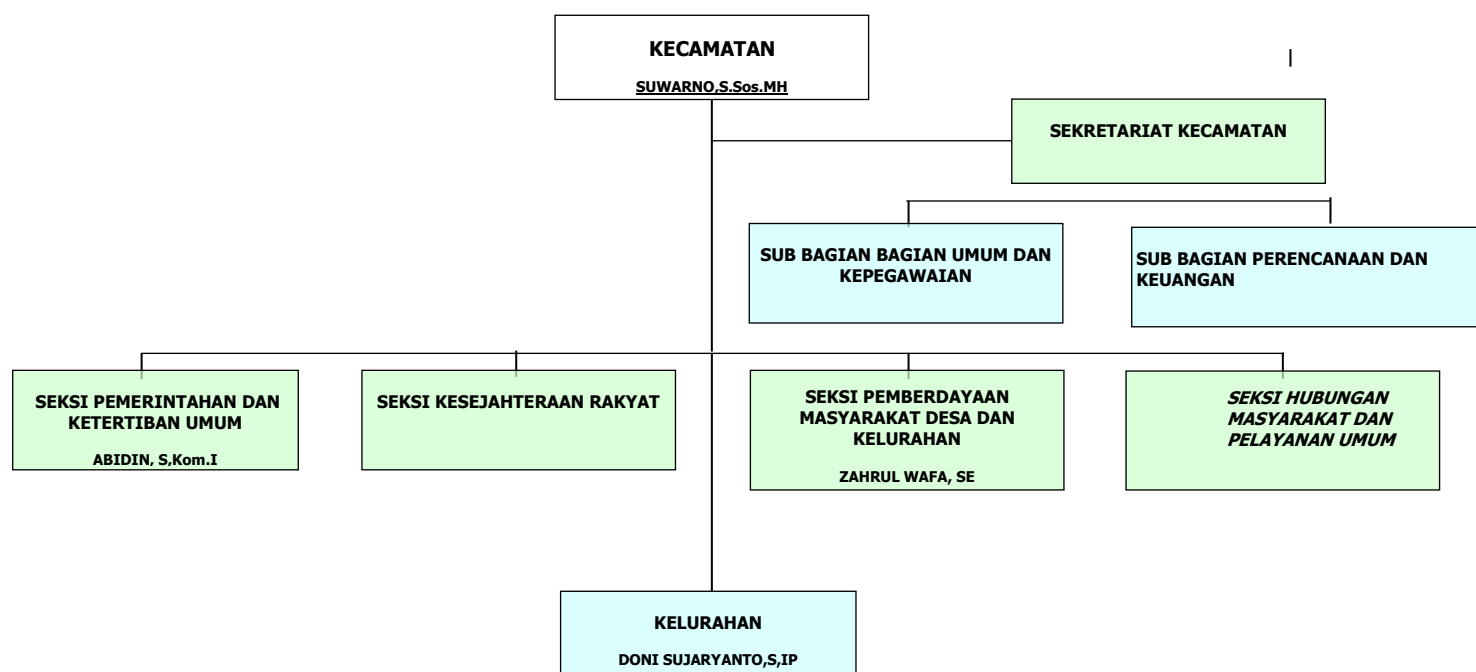 KECAMATAN
SUWARNO,S.Sos.MH
SEKRETARIAT KECAMATAN
SUB BAGIAN BAGIAN UMUM DAN
KEPEGAWAIAN
SUB BAGIAN PERENCANAAN DAN
KEUANGAN
SEKSI PEMERINTAHAN DAN
KETERTIBAN UMUM
ABIDIN, S,Kom.I
SEKSI KESEJAHTERAAN RAKYAT
SEKSI PEMBERDAYAAN
MASYARAKAT DESA DAN
KELURAHAN
ZAHRUL WAFA, SE
SEKSI HUBUNGAN
MASYARAKAT DAN
PELAYANAN UMUM
KELURAHAN
DONI SUJARYANTO,S,IP